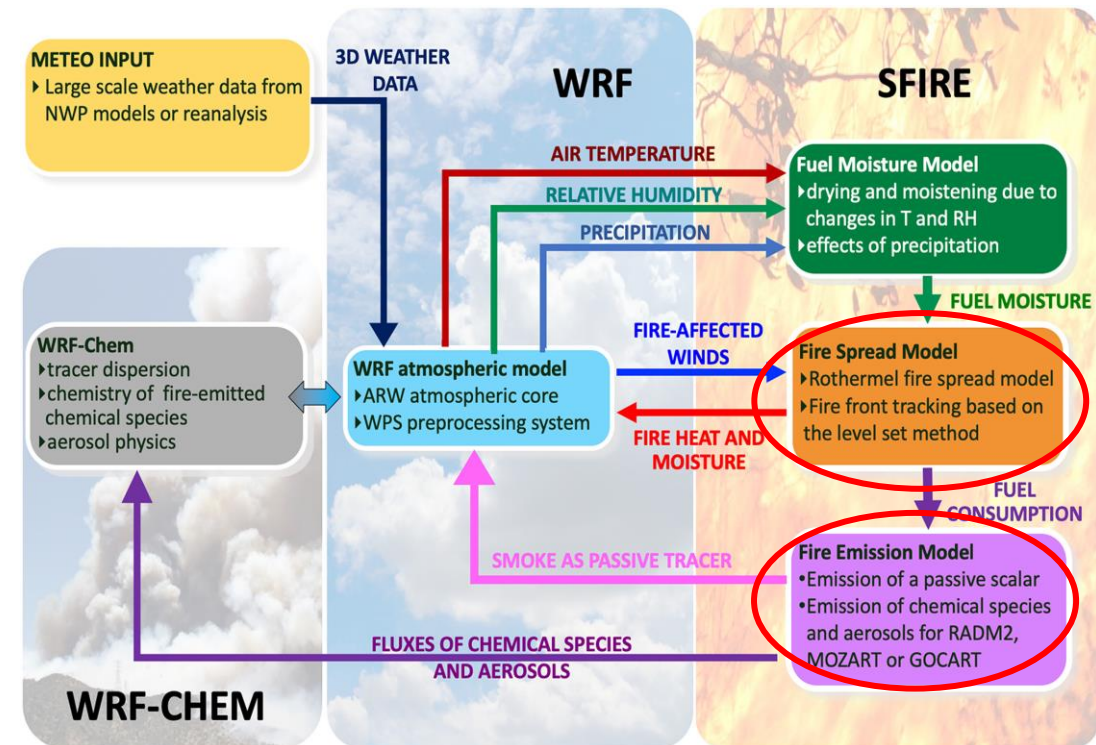 METEO INPUT
‣Large scale weather data from
NWP models or reanalysis
3D WEATHER
DATA
WRF
SFIRE
AIR TEMPERATURE
RELATIVE HUMIDITY
PRECIPITATION
Fuel Moisture Model
‣drying and moistening due to
changes in T and RH
‣effects of precipitation
FUEL MOISTURE
WRF-Chem
‣tracer dispersion
‣chemistry of fire-emitted
chemical species
‣aerosol physics
WRF atmospheric model
‣ARW atmospheric core
‣WPS preprocessing system
FIRE-AFFECTED
WINDS
FIRE HEAT AND
MOISTURE
Fire Spread Model
‣Rothermel fire spread model
‣Fire front tracking based on
the level set method
FUEL
CONSUMPTION
SMOKE AS PASSIVE TRACER
Fire Emission Model
•Emission of a passive scalar
•Emission of chemical species
and aerosols for RADM2,
MOZART or GOCART
FLUXES OF CHEMICAL SPECIES
AND AEROSOLS
WRF-CHEM